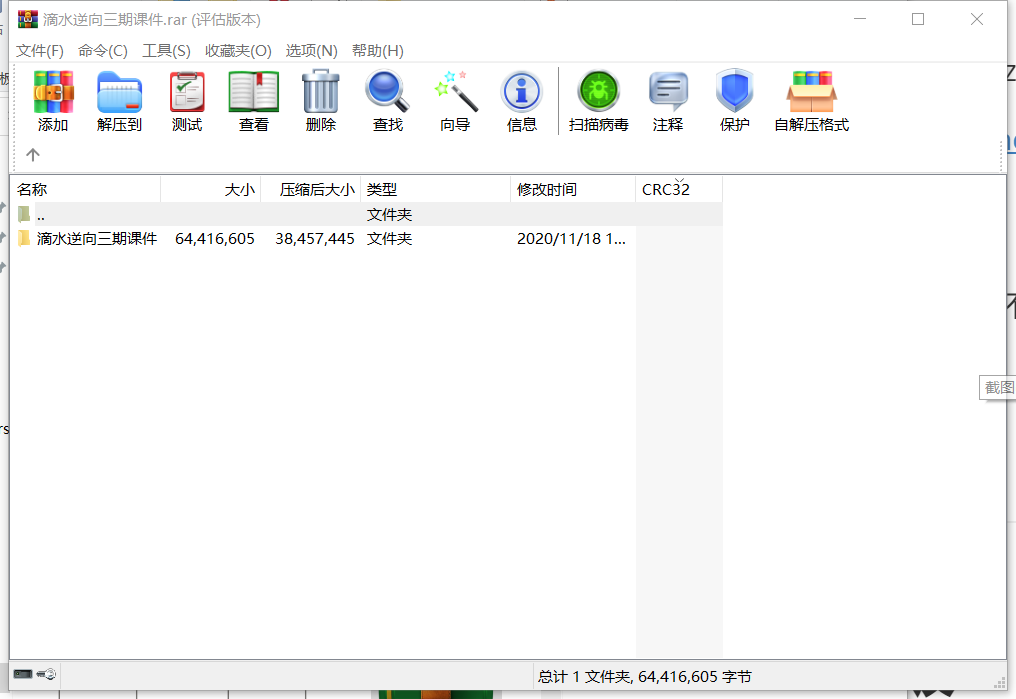 滴水逆向三期课件.rar (评估版本)
文件(F) 命令(C) 工具(S) 收藏夹(O) 选项(N) 帮助(H)
添加 解压到 测试 查看 删除 查找 向导 信息 扫描病毒 注释 保护 自解压格式
名称 大小 压缩后大小 类型 修改时间 CRC32
.. 文件夹
滴水逆向三期课件 64,416,605 38,457,445 文件夹 2020/11/18 1...
截图
总计 1 文件夹, 64,416,605 字节